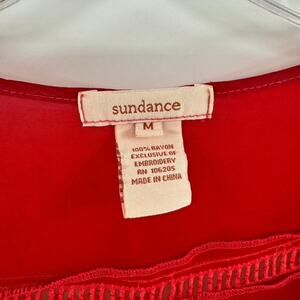 sundance
M
100% RAYON
EXCLUSIVE OF
EMBROIDERY
RN 106205
MADE IN CHINA